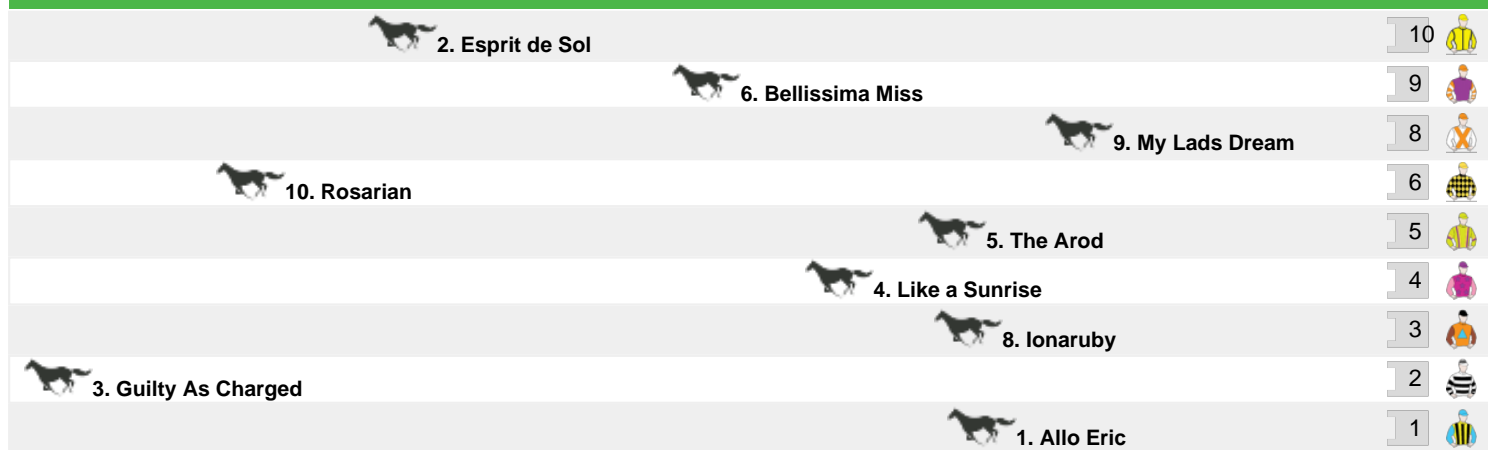 2. Esprit de Sol 10
6. Bellissima Miss 9
9. My Lads Dream 8
10. Rosarian 6
5. The Arod 5
4. Like a Sunrise 4
8. Ionaruby 3
3. Guilty As Charged 2
1. Allo Eric 1